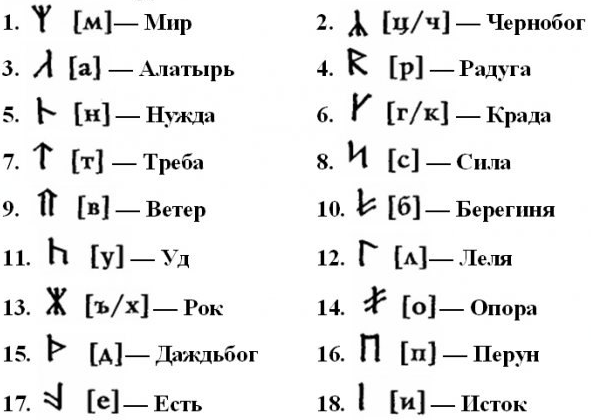 1. ᛉ [м] — Мир 2. ᛣ [ц/ч] — Чернобог
3. ᛆ [а] — Алатырь 4. ᚱ [р] — Радуга
5. ᚿ [н] — Нужда 6. ᚴ [г/к] — Крада
7. ᛏ [т] — Треба 8. ᛋ [с] — Сила
9. ⥣ [в] — Ветер 10. [б] — Берегиня
11. ᚢ [у] — Уд 12. ᛚ [л] — Леля
13. ᛡ [ъ/х] — Рок 14. ᚯ [о] — Опора
15. ᚦ [д] — Даждьбог 16. ᛖ [п] — Перун
17. [е] — Есть 18. ᛁ [и] — Исток